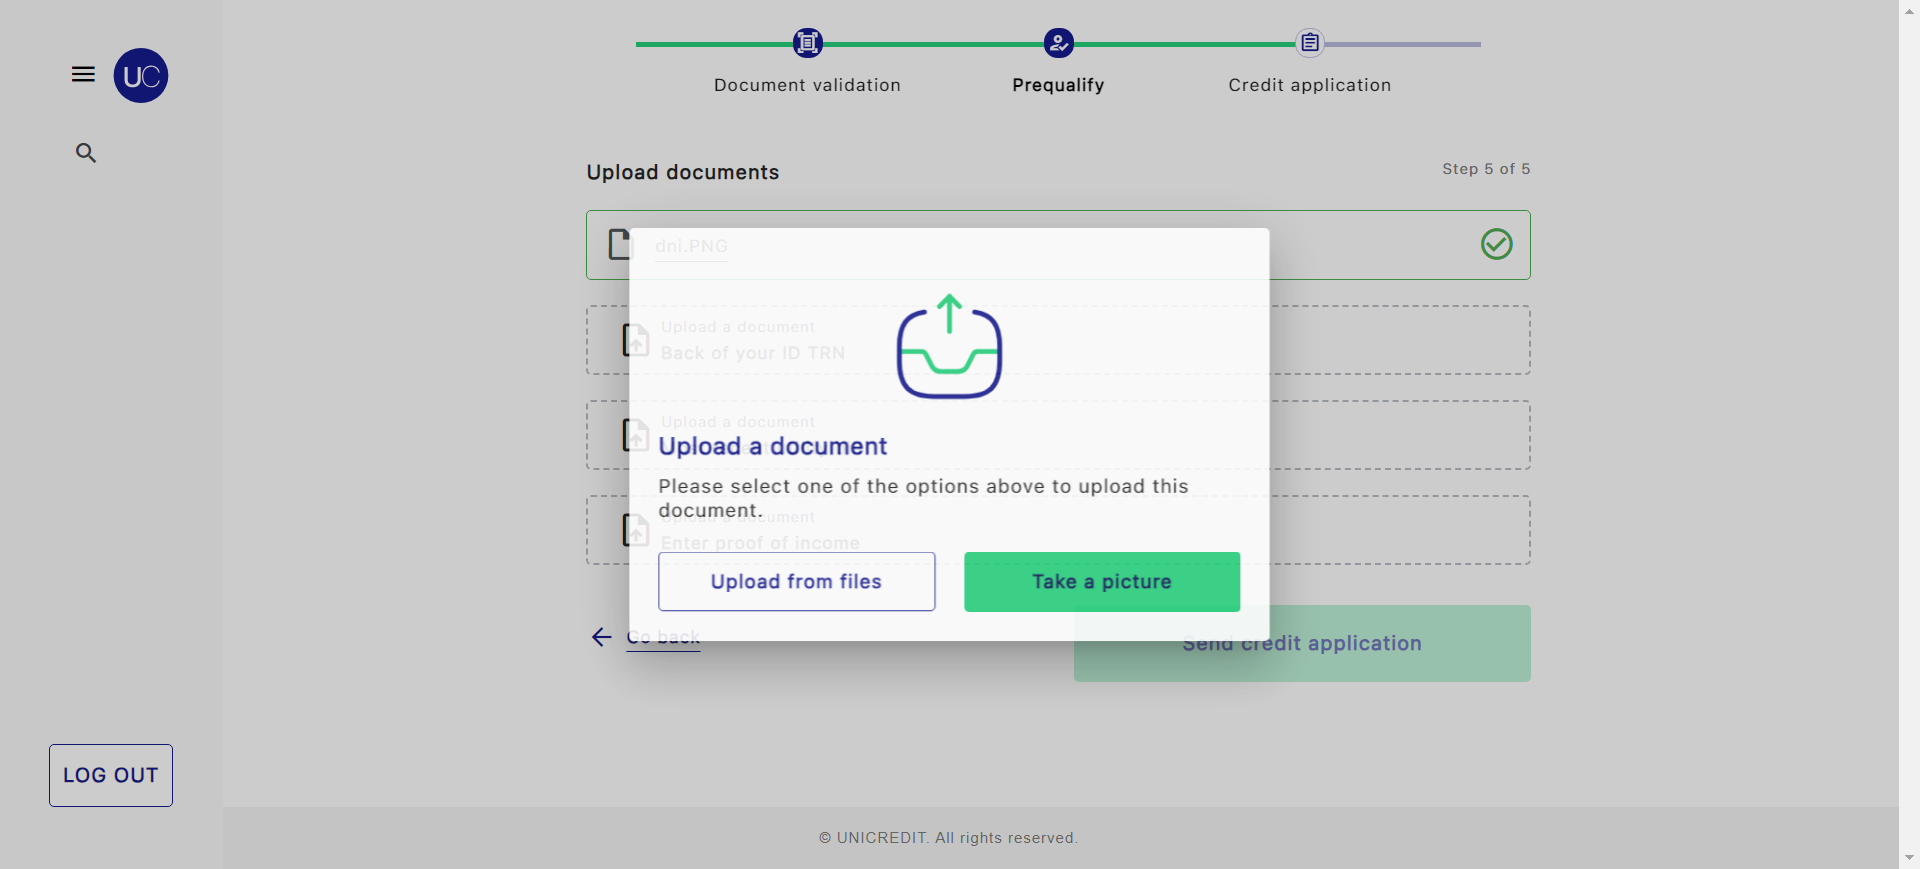 UC
Document validation
Prequalify
Credit application
Upload documents
Step 5 of 5
dni.PNG
Upload a document
Back of your ID TRN
Upload a document
Upload a document
Please select one of the options above to upload this
document.
Upload a document
Enter proof of income
Upload from files
Take a picture
Go back
Send credit application
LOG OUT
© UNICREDIT. All rights reserved.